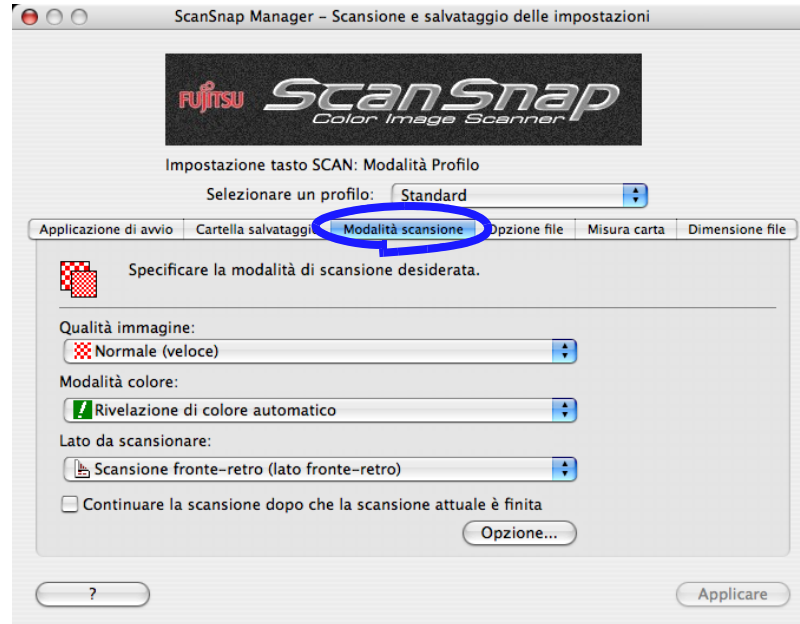 ScanSnap Manager – Scansione e salvataggio delle impostazioni
FUJITSU ScanSnap
Color Image Scanner
Impostazione tasto SCAN: Modalità Profilo
Selezionare un profilo: Standard
Applicazione di avvio Cartella salvataggio Modalità scansione Opzione file Misura carta Dimensione file
Specificare la modalità di scansione desiderata.
Qualità immagine:
Normale (veloce)
Modalità colore:
Rivelazione di colore automatico
Lato da scansionare:
Scansione fronte-retro (lato fronte-retro)
Continuare la scansione dopo che la scansione attuale è finita
Opzione...
? Applicare